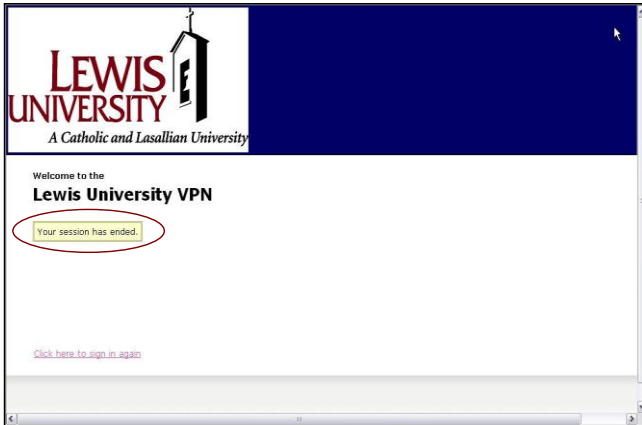 LEWIS
UNIVERSITY
A Catholic and Lasallian University
Welcome to the
Lewis University VPN
Your session has ended.
Click here to sign in again